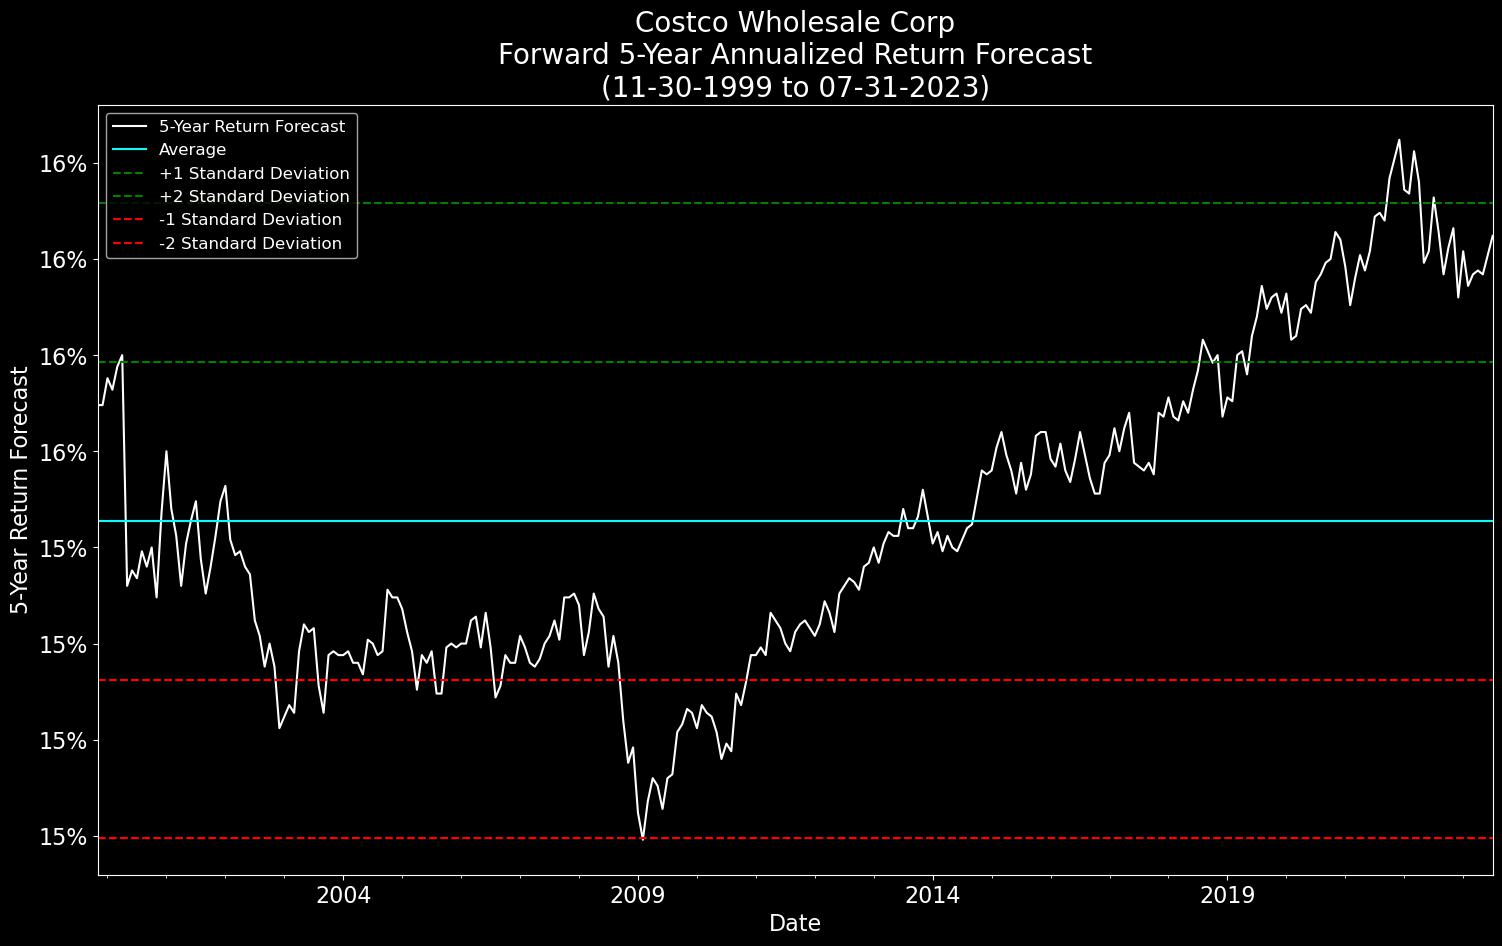 Costco Wholesale Corp
Forward 5-Year Annualized Return Forecast
(11-30-1999 to 07-31-2023)
5-Year Return Forecast
Average
+1 Standard Deviation
+2 Standard Deviation
-1 Standard Deviation
-2 Standard Deviation
16%
16%
16%
16%
15%
15%
15%
15%
5-Year Return Forecast
2004
2009
2014
2019
Date